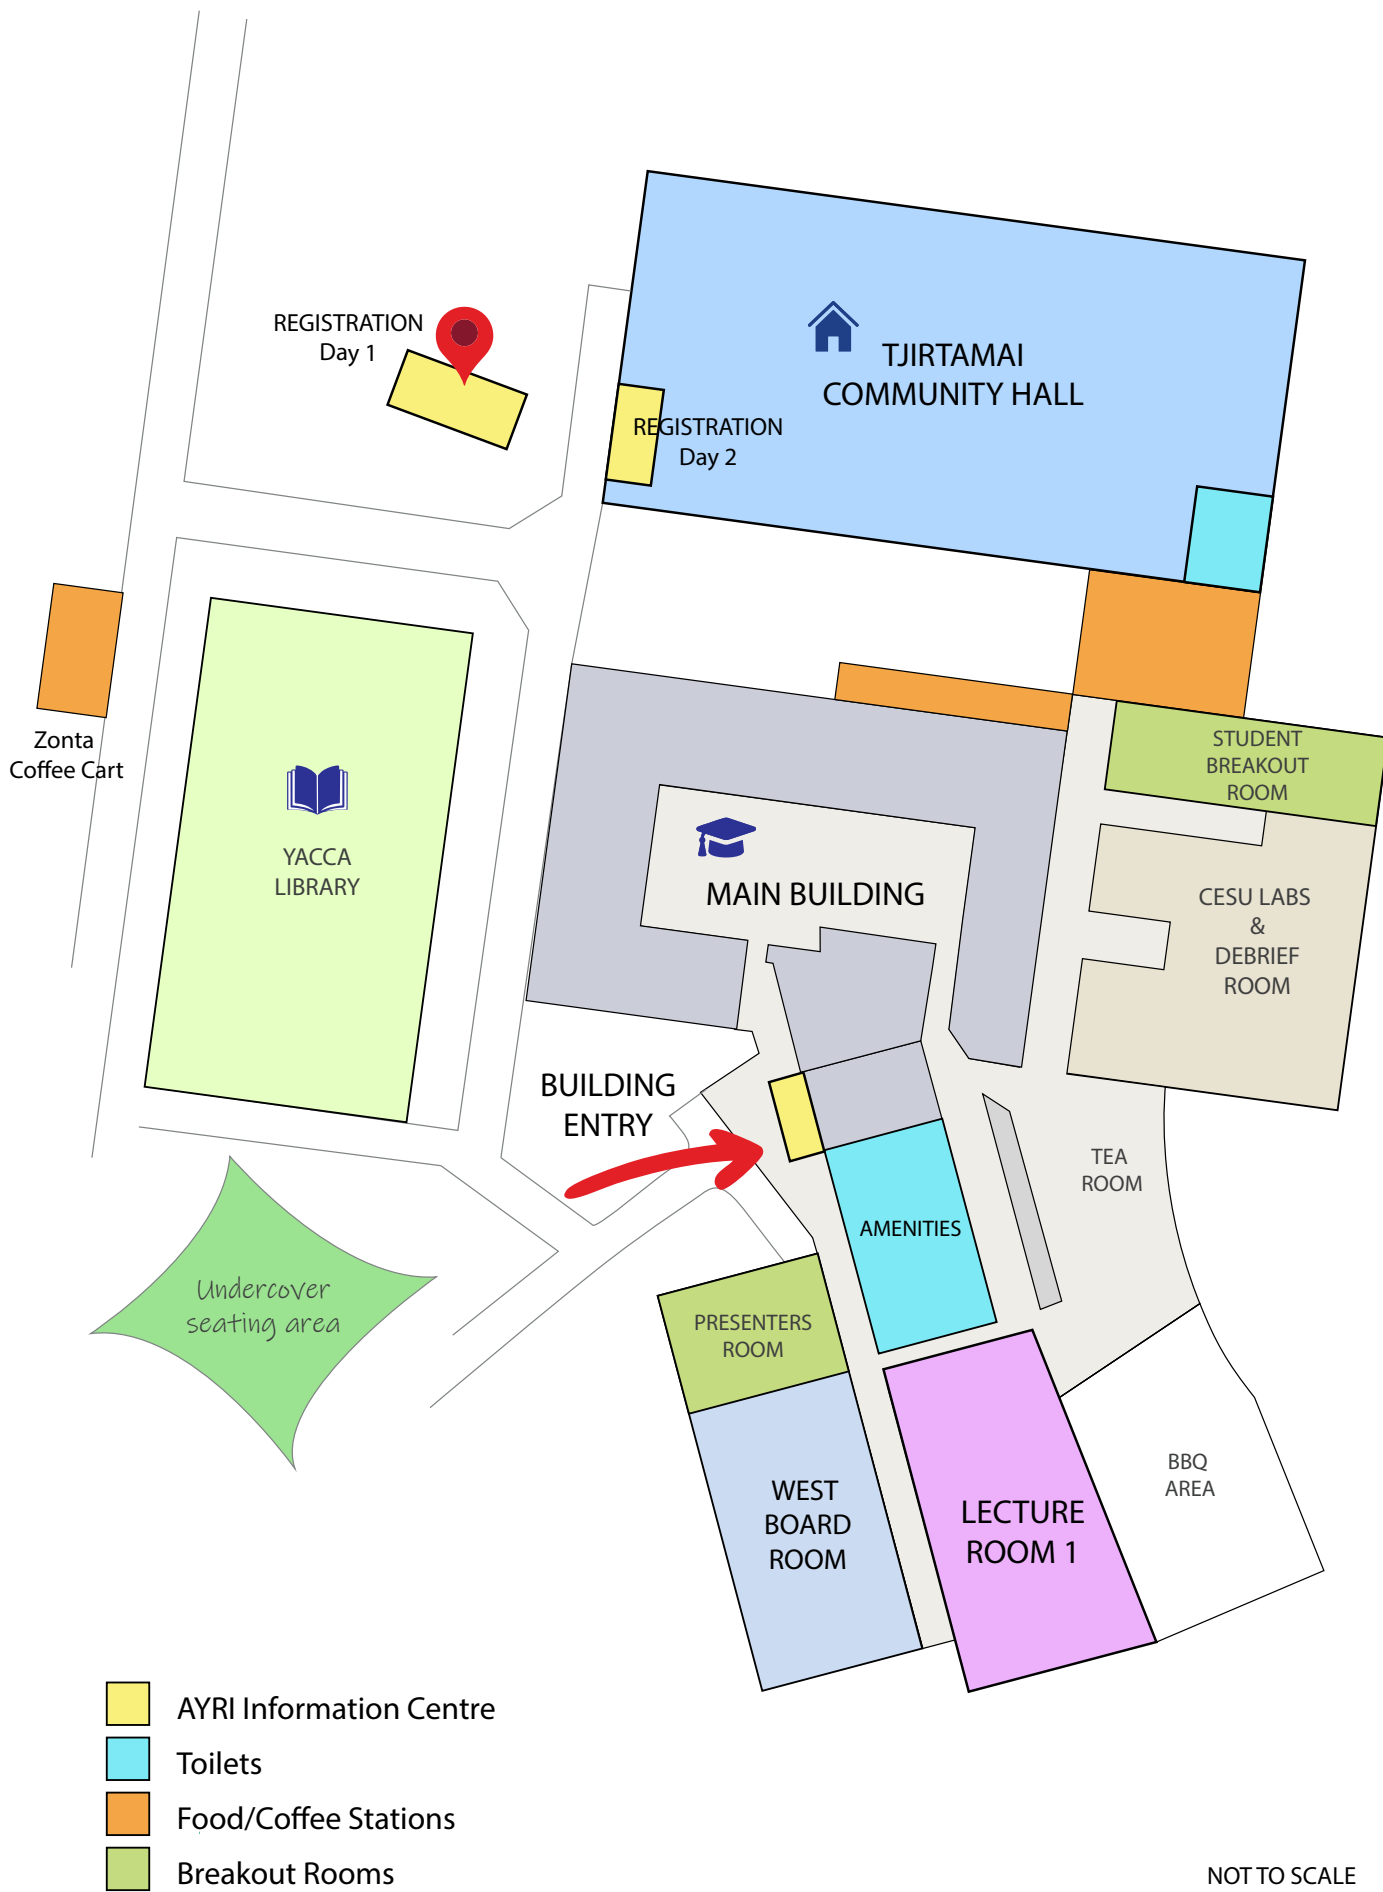 REGISTRATION
Day 1
TJIRTAMAI
COMMUNITY HALL
REGISTRATION
Day 2
Zonta
Coffee Cart
STUDENT
BREAKOUT
ROOM
YACCA
LIBRARY
MAIN BUILDING
CESU LABS
&
DEBRIEF
ROOM
BUILDING
ENTRY
TEA
ROOM
AMENITIES
Undercover
seating area
PRESENTERS
ROOM
WEST
BOARD
ROOM
LECTURE
ROOM 1
BBQ
AREA
AYRI Information Centre
Toilets
Food/Coffee Stations
Breakout Rooms
NOT TO SCALE